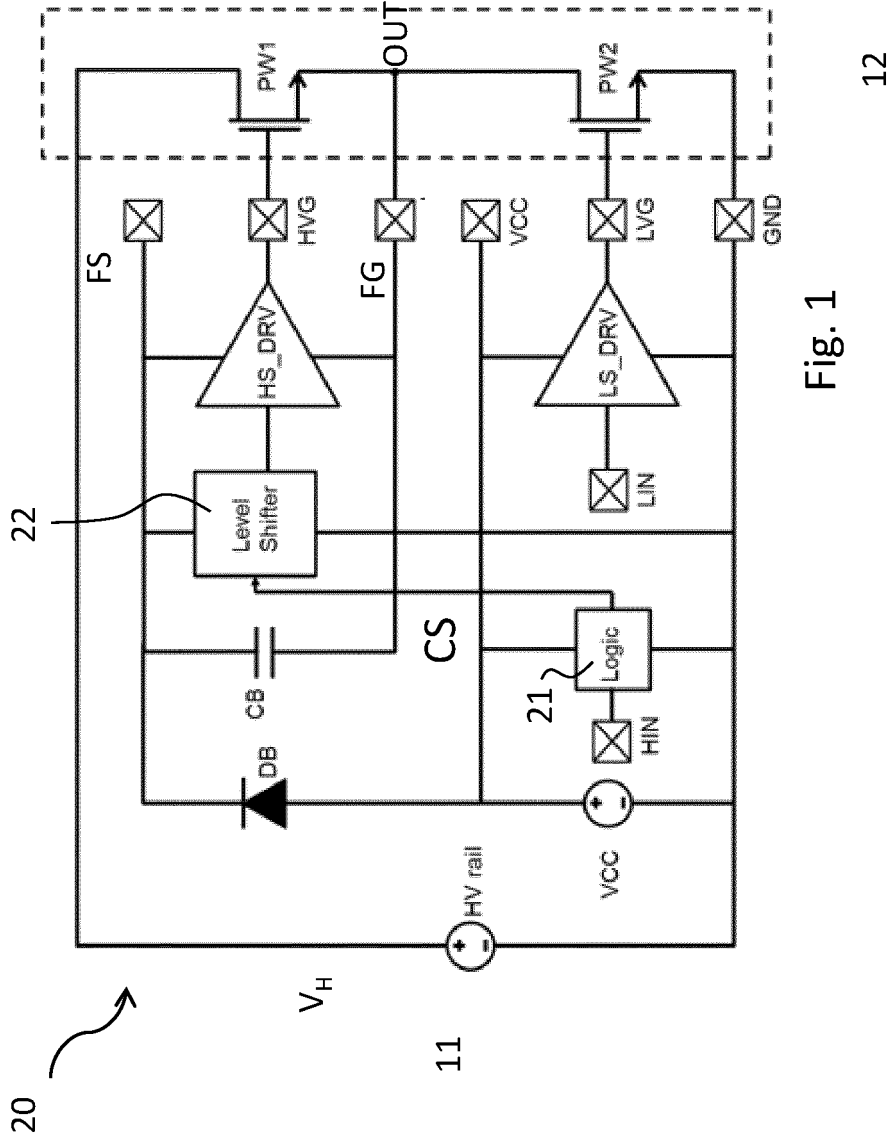 20
22
FS
Level
Shifter
CB
DB
HS_DRV
PW1
HVG
V_H
FG
OUT
CS
11
HV rail
VCC
21
VCC
Logic
LS_DRV
PW2
HIN
LIN
LVG
GND
Fig. 1
12